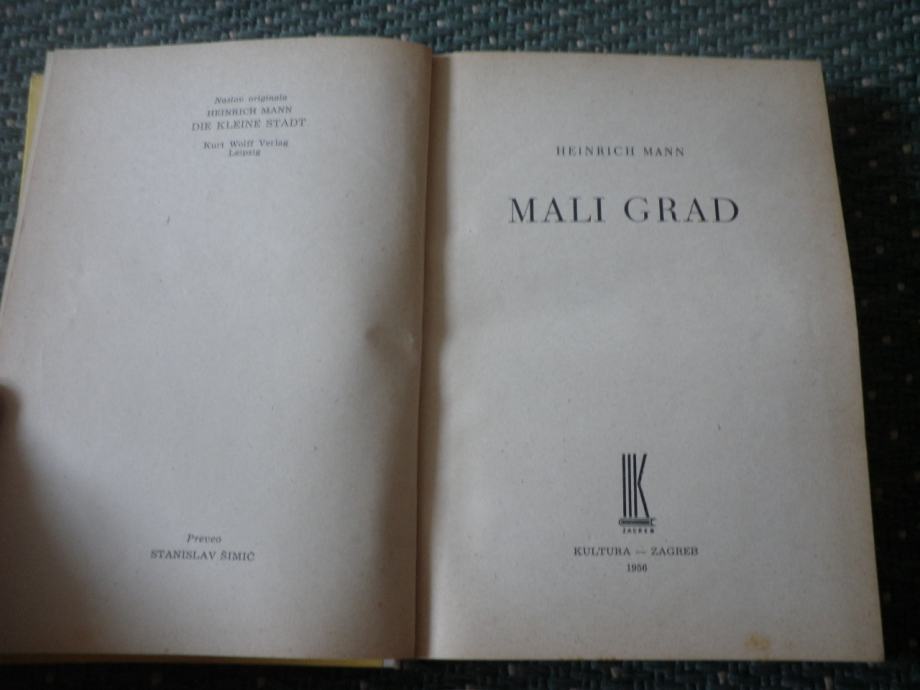 Naslov originala
HEINRICH MANN
DIE KLEINE STADT
Kurt Wolff Verlag
Leipzig
Preveo
STANISLAV ŠIMIĆ
HEINRICH MANN
MALI GRAD
K
ZAGREB
KULTURA — ZAGREB
1956